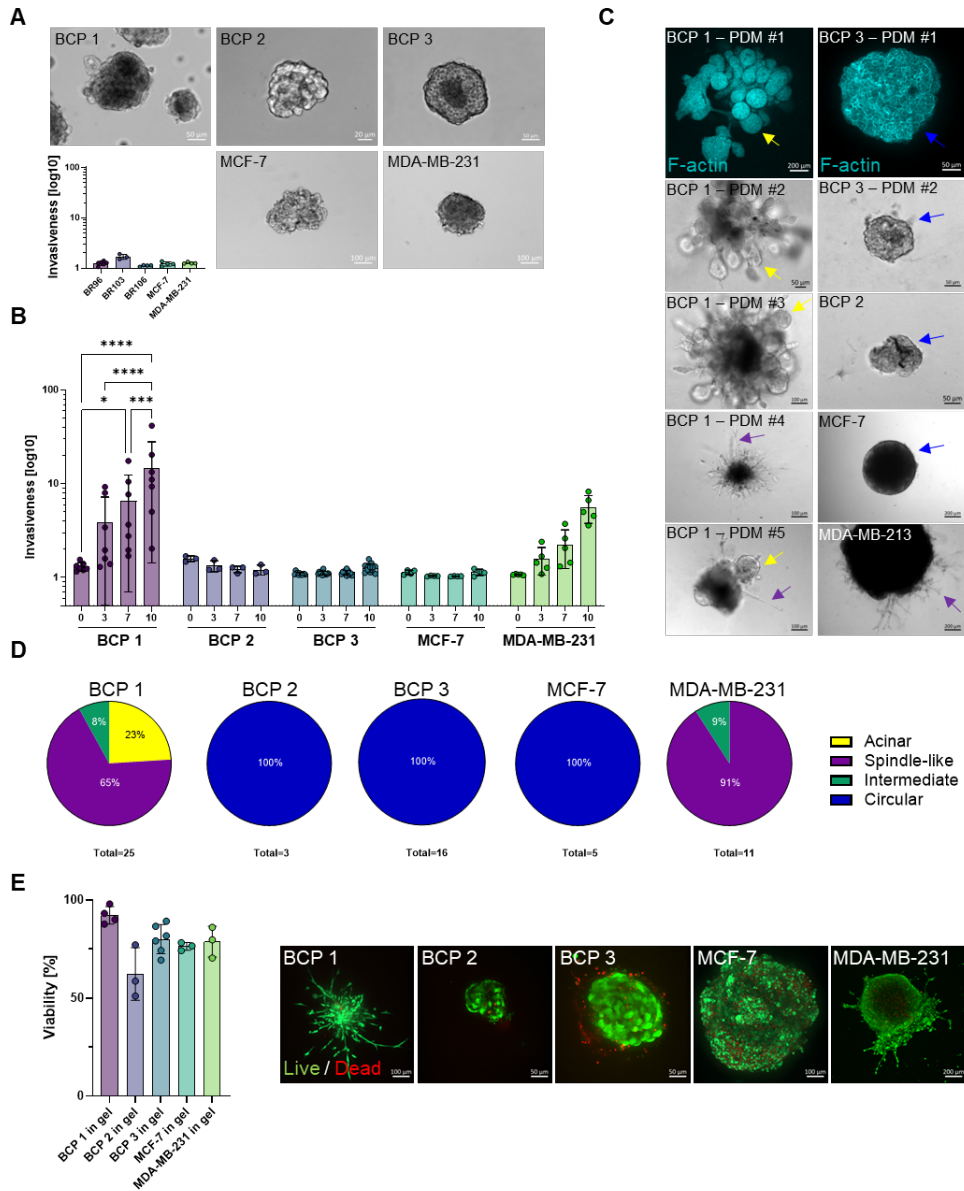 A
BCP 1
50 µm
BCP 2
20 µm
BCP 3
50 µm
Invasiveness [log10]
100
10
1
BR96
BR103
BR106
MCF-7
MDA-MB-231
MCF-7
100 µm
MDA-MB-231
100 µm
B
Invasiveness [log10]
100
10
1
****
****
* ***
0 3 7 10 0 3 7 10 0 3 7 10 0 3 7 10 0 3 7 10
BCP 1 BCP 2 BCP 3 MCF-7 MDA-MB-231
C
BCP 1 – PDM #1
F-actin
200 µm
BCP 3 – PDM #1
F-actin
50 µm
BCP 1 – PDM #2
50 µm
BCP 3 – PDM #2
50 µm
BCP 1 – PDM #3
100 µm
BCP 2
50 µm
BCP 1 – PDM #4
100 µm
MCF-7
200 µm
BCP 1 – PDM #5
100 µm
MDA-MB-213
200 µm
D
BCP 1
8%
23%
65%
Total=25
BCP 2
100%
Total=3
BCP 3
100%
Total=16
MCF-7
100%
Total=5
MDA-MB-231
9%
91%
Total=11
Acinar
Spindle-like
Intermediate
Circular
E
Viability [%]
100
50
0
BCP 1 in gel
BCP 2 in gel
BCP 3 in gel
MCF-7 in gel
MDA-MB-231 in gel
BCP 1
Live / Dead
100 µm
BCP 2
50 µm
BCP 3
50 µm
MCF-7
100 µm
MDA-MB-231
200 µm